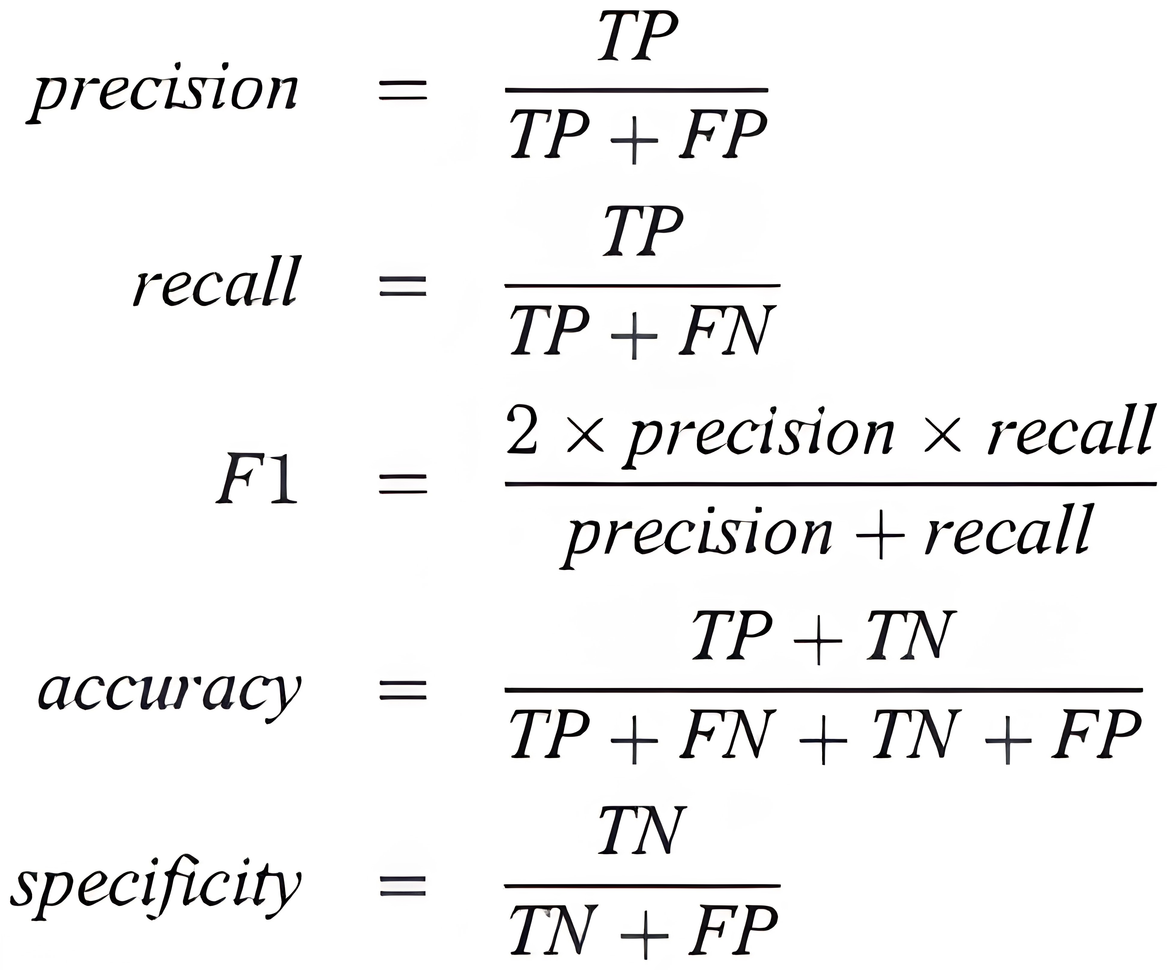 precision = TP / TP + FP
recall = TP / TP + FN
F1 = 2 × precision × recall / precision + recall
accuracy = TP + TN / TP + FN + TN + FP
specificity = TN / TN + FP